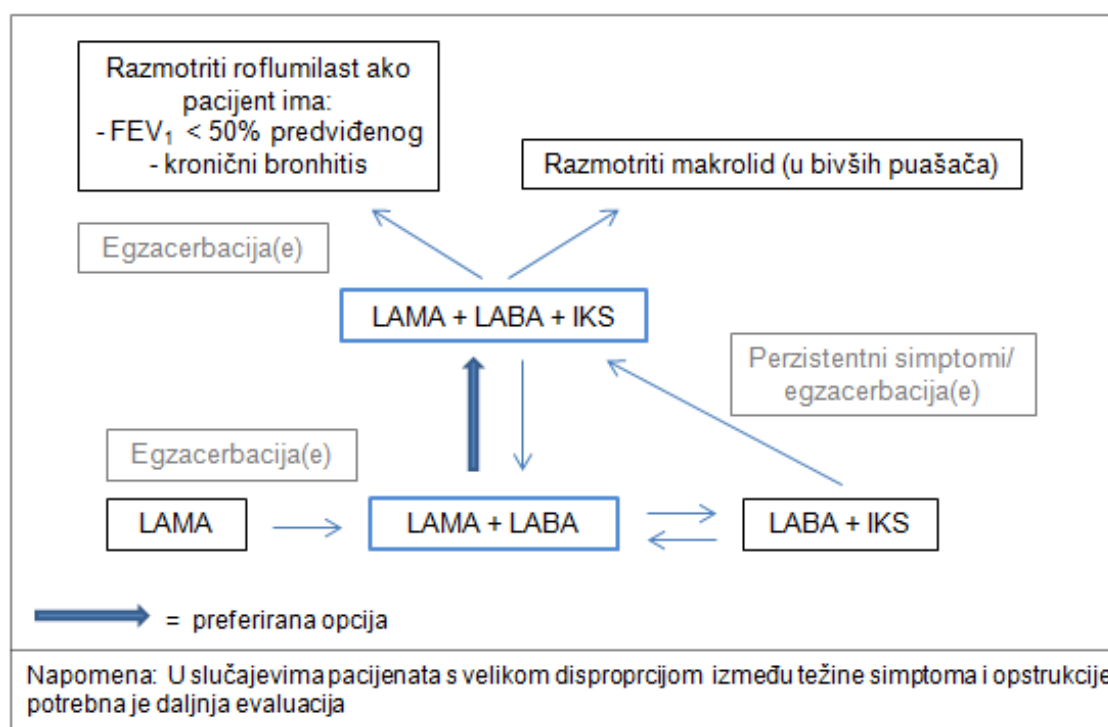 Razmotriti roflumilast ako
pacijent ima:
- FEV₁ < 50% predviđenog
- kronični bronhitis
Razmotriti makrolid (u bivših puašača)
Egzacerbacija(e)
LAMA + LABA + IKS
Perzistentni simptomi/
egzacerbacija(e)
Egzacerbacija(e)
LAMA
LAMA + LABA
LABA + IKS
= preferirana opcija
Napomena: U slučajevima pacijenata s velikom disproprcijom između težine simptoma i opstrukcije
potrebna je daljnja evaluacija